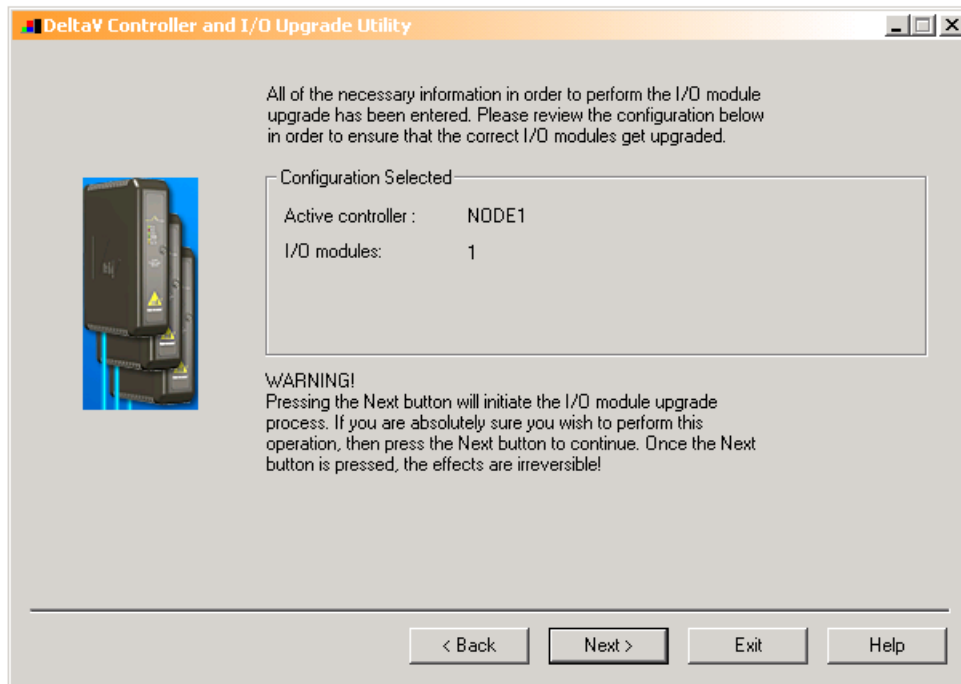 DeltaV Controller and I/O Upgrade Utility
All of the necessary information in order to perform the I/O module
upgrade has been entered. Please review the configuration below
in order to ensure that the correct I/O modules get upgraded.
Configuration Selected
Active controller : NODE1
I/O modules: 1
WARNING!
Pressing the Next button will initiate the I/O module upgrade
process. If you are absolutely sure you wish to perform this
operation, then press the Next button to continue. Once the Next
button is pressed, the effects are irreversible!
< Back Next > Exit Help